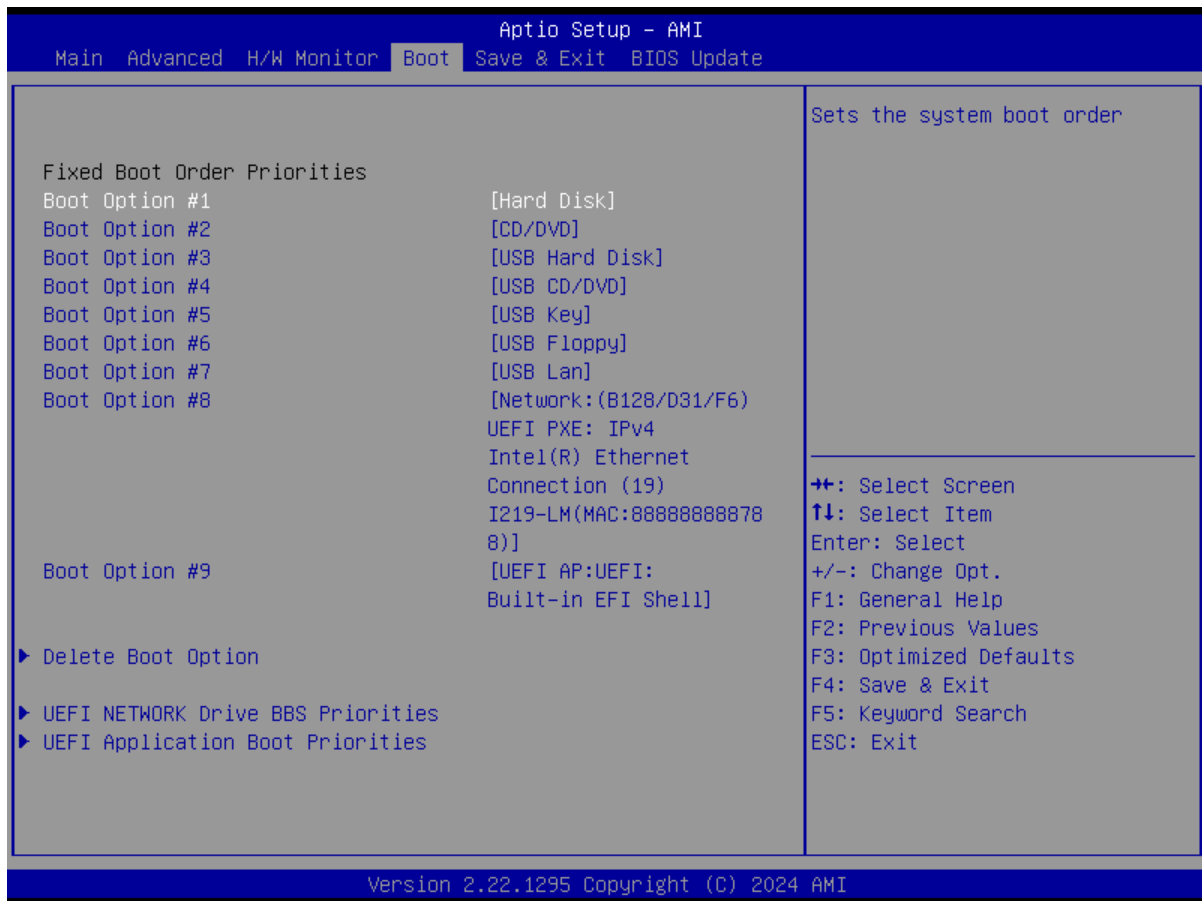 Aptio Setup – AMI
Main Advanced H/W Monitor Boot Save & Exit BIOS Update
Sets the system boot order
Fixed Boot Order Priorities
Boot Option #1 [Hard Disk]
Boot Option #2 [CD/DVD]
Boot Option #3 [USB Hard Disk]
Boot Option #4 [USB CD/DVD]
Boot Option #5 [USB Key]
Boot Option #6 [USB Floppy]
Boot Option #7 [USB Lan]
Boot Option #8 [Network:(B128/D31/F6)
UEFI PXE: IPv4
Intel(R) Ethernet
Connection (19)
I219-LM(MAC:88888888878
8)]
Boot Option #9 [UEFI AP:UEFI:
Built-in EFI Shell]
Delete Boot Option
UEFI NETWORK Drive BBS Priorities
UEFI Application Boot Priorities
→←: Select Screen
↑↓: Select Item
Enter: Select
+/-: Change Opt.
F1: General Help
F2: Previous Values
F3: Optimized Defaults
F4: Save & Exit
F5: Keyword Search
ESC: Exit
Version 2.22.1295 Copyright (C) 2024 AMI